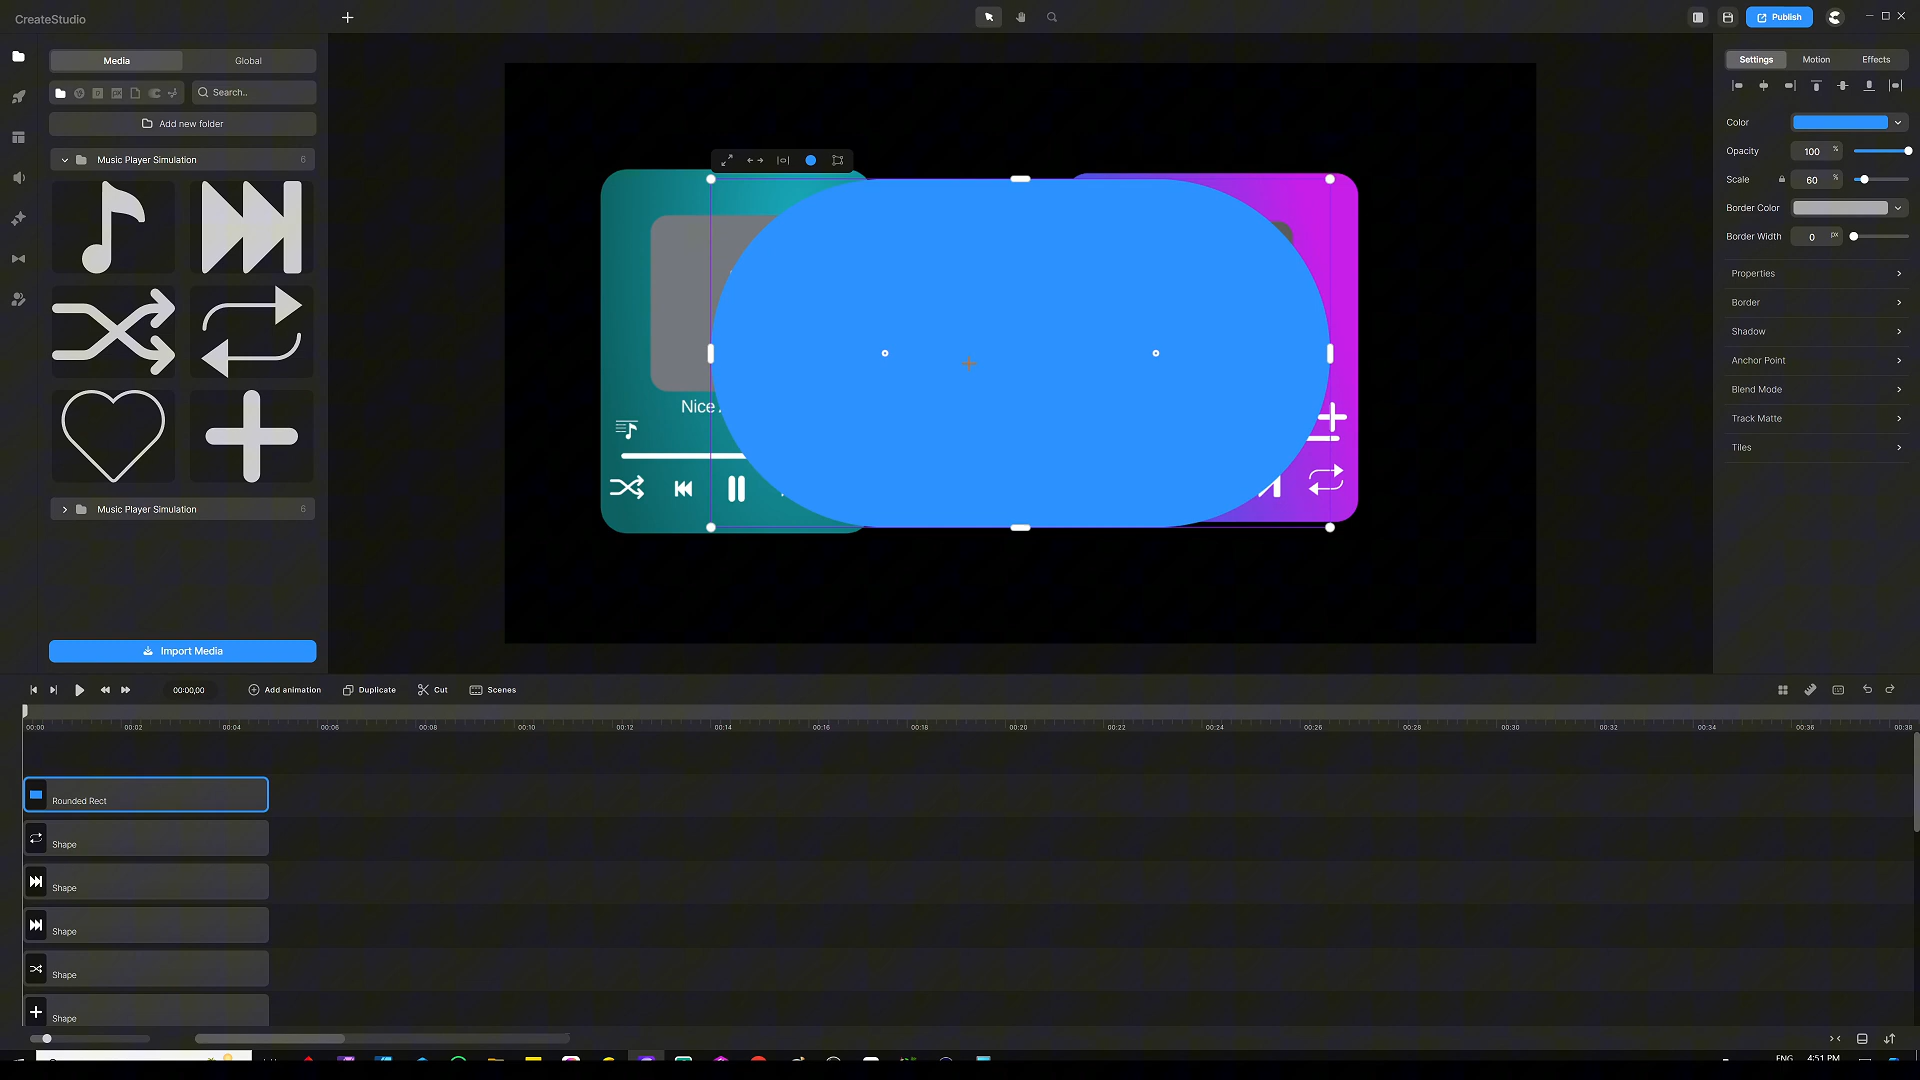 CreateStudio
Publish
Media
Global
Search..
Add new folder
Music Player Simulation 6
Music Player Simulation 6
Import Media
Nice
Settings
Motion
Effects
Color
Opacity 100 %
Scale 60 %
Border Color
Border Width 0 px
Properties
Border
Shadow
Anchor Point
Blend Mode
Track Matte
Tiles
00:00,00
Add animation
Duplicate
Cut
Scenes
00:00 00:02 00:04 00:06 00:08 00:10 00:12 00:14 00:16 00:18 00:20 00:22 00:24 00:26 00:28 00:30 00:32 00:34 00:36 00:38
Rounded Rect
Shape
Shape
Shape
Shape
Shape
ENG 4:51 PM